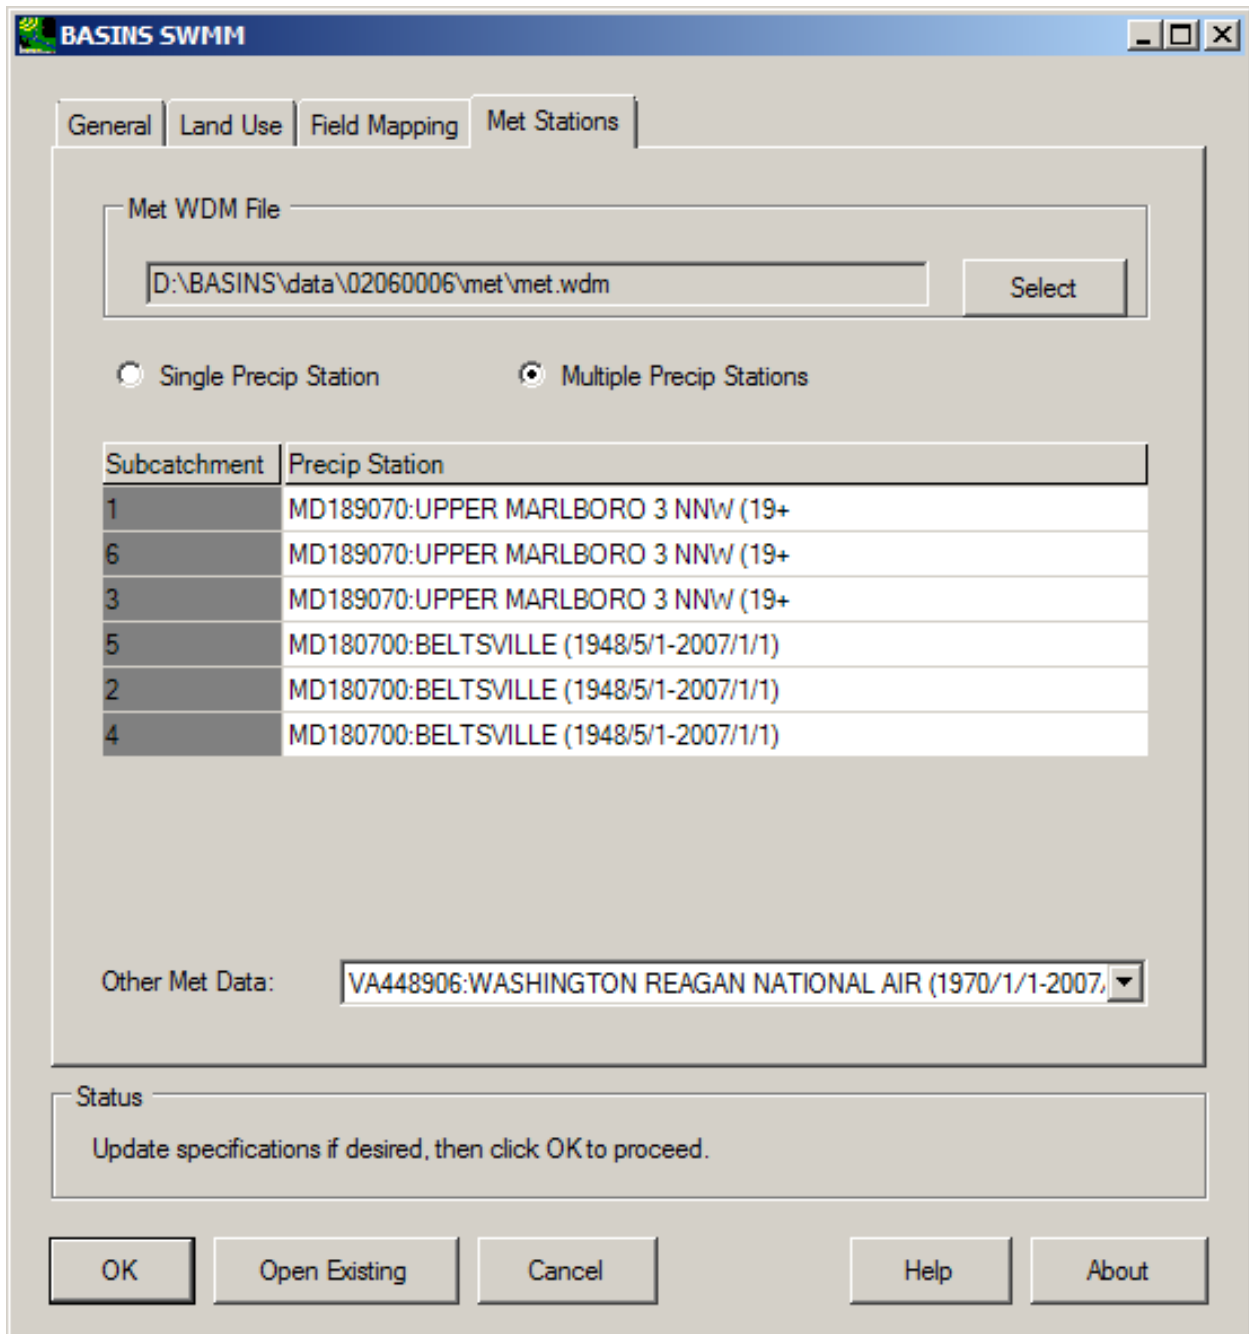 BASINS SWMM
General Land Use Field Mapping Met Stations
Met WDM File
D:\BASINS\data\02060006\met\met.wdm Select
Single Precip Station Multiple Precip Stations
Subcatchment Precip Station
1 MD189070:UPPER MARLBORO 3 NNW (19+
6 MD189070:UPPER MARLBORO 3 NNW (19+
3 MD189070:UPPER MARLBORO 3 NNW (19+
5 MD180700:BELTSVILLE (1948/5/1-2007/1/1)
2 MD180700:BELTSVILLE (1948/5/1-2007/1/1)
4 MD180700:BELTSVILLE (1948/5/1-2007/1/1)
Other Met Data: VA448906:WASHINGTON REAGAN NATIONAL AIR (1970/1/1-2007/
Status
Update specifications if desired, then click OK to proceed.
OK Open Existing Cancel Help About